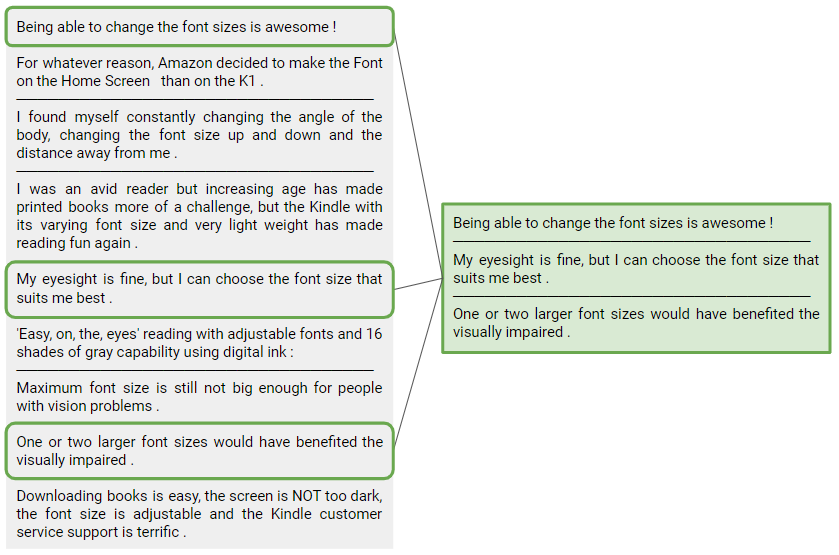 Being able to change the font sizes is awesome !
For whatever reason, Amazon decided to make the Font
on the Home Screen than on the K1 .
I found myself constantly changing the angle of the
body, changing the font size up and down and the
distance away from me .
I was an avid reader but increasing age has made
printed books more of a challenge, but the Kindle with
its varying font size and very light weight has made
reading fun again .
My eyesight is fine, but I can choose the font size that
suits me best .
'Easy, on, the, eyes' reading with adjustable fonts and 16
shades of gray capability using digital ink :
Maximum font size is still not big enough for people
with vision problems .
One or two larger font sizes would have benefited the
visually impaired .
Downloading books is easy, the screen is NOT too dark,
the font size is adjustable and the Kindle customer
service support is terrific .
Being able to change the font sizes is awesome !
My eyesight is fine, but I can choose the font size that
suits me best .
One or two larger font sizes would have benefited the
visually impaired .